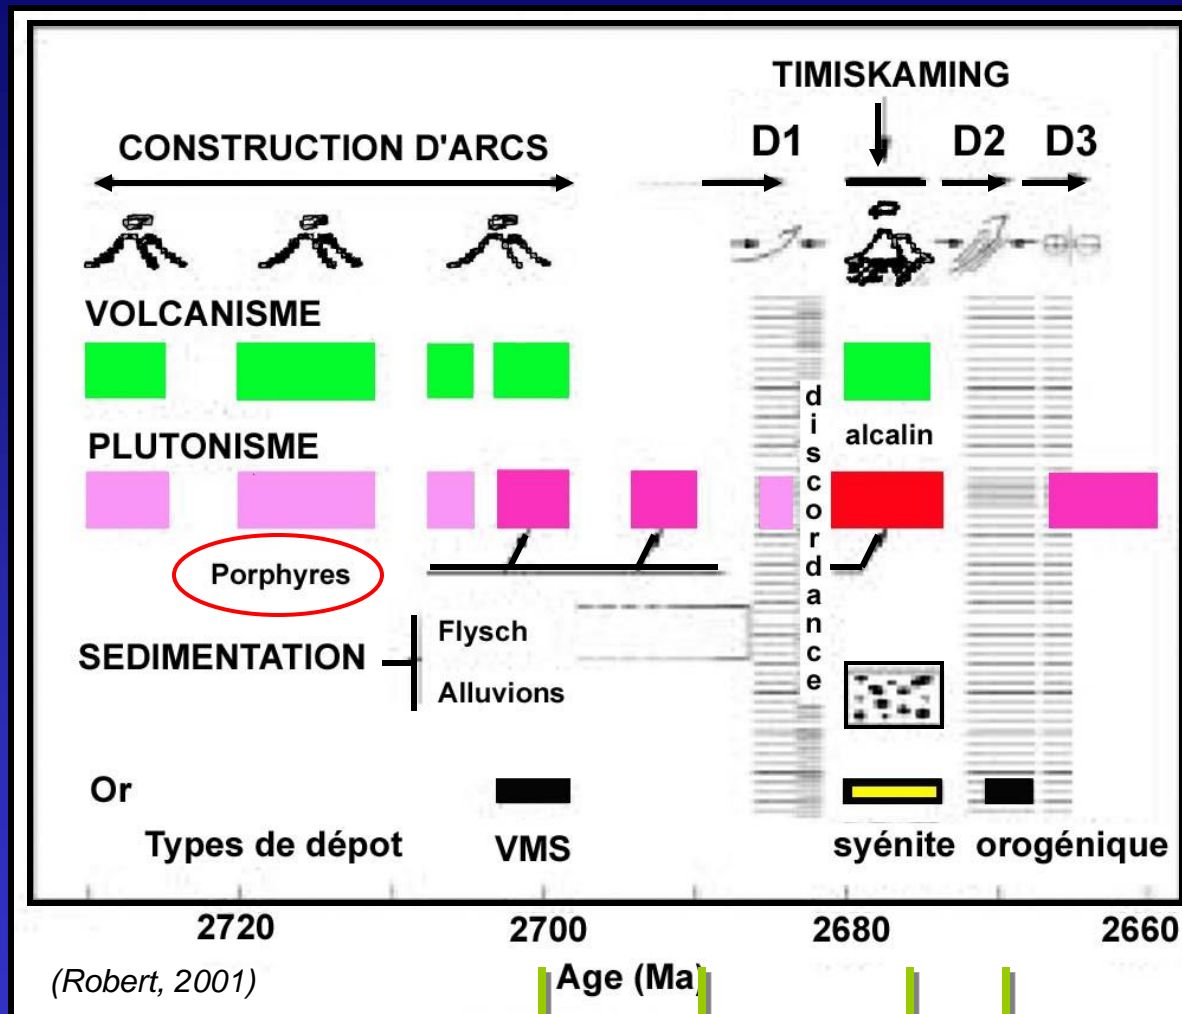 TIMISKAMING
CONSTRUCTION D'ARCS
D1
D2
D3
VOLCANISME
alcalin
PLUTONISME
discordance
Porphyres
SEDIMENTATION
Flysch
Alluvions
Or
Types de dépot
VMS
syénite
orogénique
2720
2700
2680
2660
(Robert, 2001)
Age (Ma)